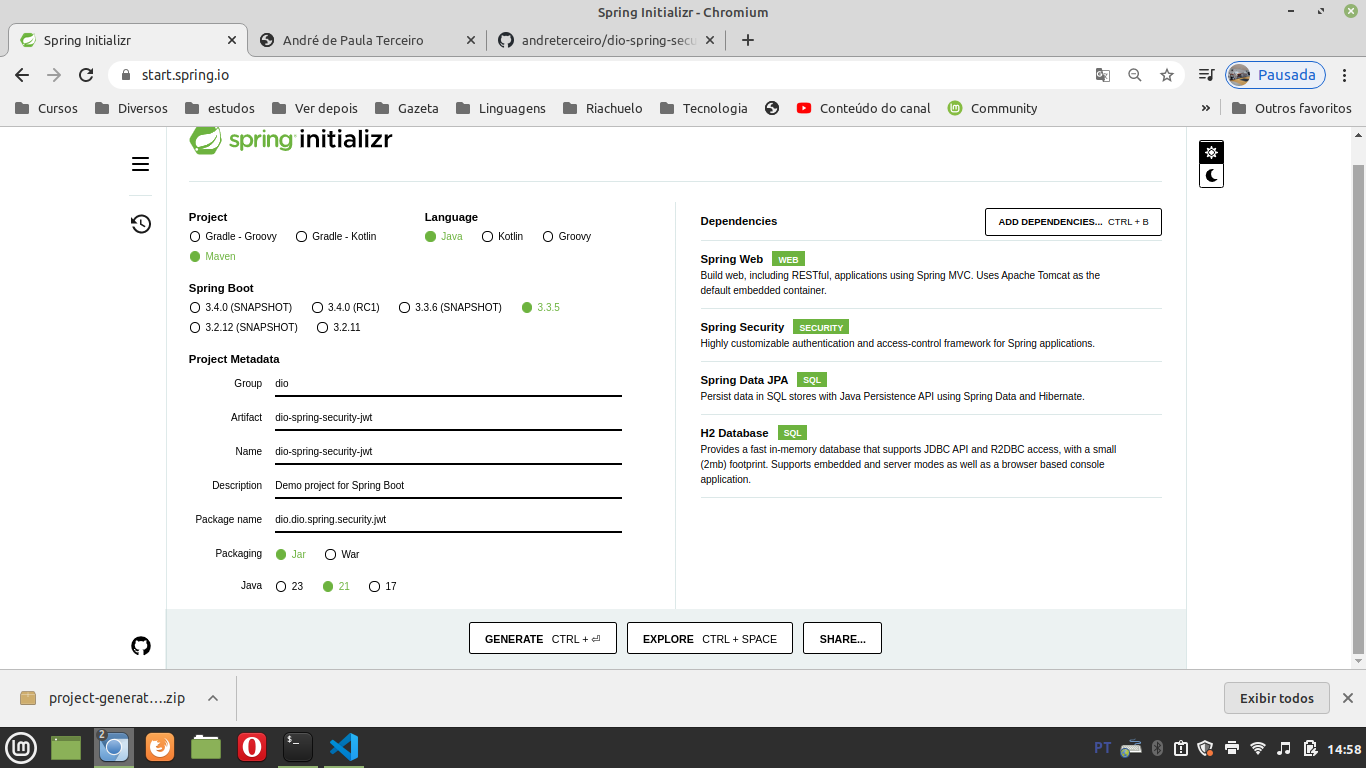 Spring Initializr - Chromium
Spring Initializr
André de Paula Terceiro
andreterceiro/dio-spring-secu
start.spring.io
Pausada
Cursos Diversos estudos Ver depois Gazeta Linguagens Riachuelo Tecnologia Conteúdo do canal Community » Outros favoritos
spring initializr
Project
Gradle - Groovy Gradle - Kotlin
Maven
Language
Java Kotlin Groovy
Spring Boot
3.4.0 (SNAPSHOT) 3.4.0 (RC1) 3.3.6 (SNAPSHOT) 3.3.5
3.2.12 (SNAPSHOT) 3.2.11
Project Metadata
Group dio
Artifact dio-spring-security-jwt
Name dio-spring-security-jwt
Description Demo project for Spring Boot
Package name dio.dio.spring.security.jwt
Packaging Jar War
Java 23 21 17
Dependencies
ADD DEPENDENCIES... CTRL + B
Spring Web WEB
Build web, including RESTful, applications using Spring MVC. Uses Apache Tomcat as the
default embedded container.
Spring Security SECURITY
Highly customizable authentication and access-control framework for Spring applications.
Spring Data JPA SQL
Persist data in SQL stores with Java Persistence API using Spring Data and Hibernate.
H2 Database SQL
Provides a fast in-memory database that supports JDBC API and R2DBC access, with a small
(2mb) footprint. Supports embedded and server modes as well as a browser based console
application.
GENERATE CTRL + ⏎ EXPLORE CTRL + SPACE SHARE...
project-generat....zip
Exibir todos
2
$_
PT
14:58